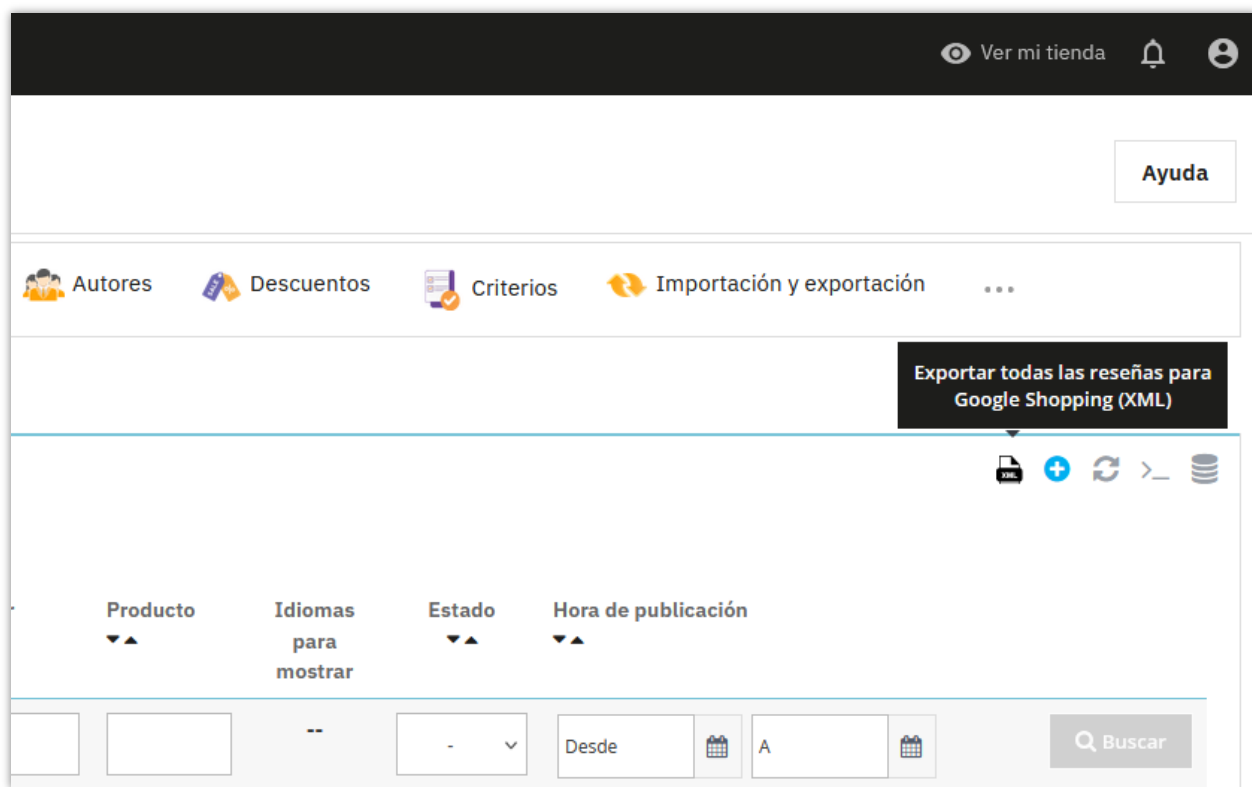 Ver mi tienda
Ayuda
Autores
Descuentos
Criterios
Importación y exportación
...
Exportar todas las reseñas para
Google Shopping (XML)
XML
Producto
Idiomas
para
mostrar
Estado
Hora de publicación
--
-
Desde
A
Buscar